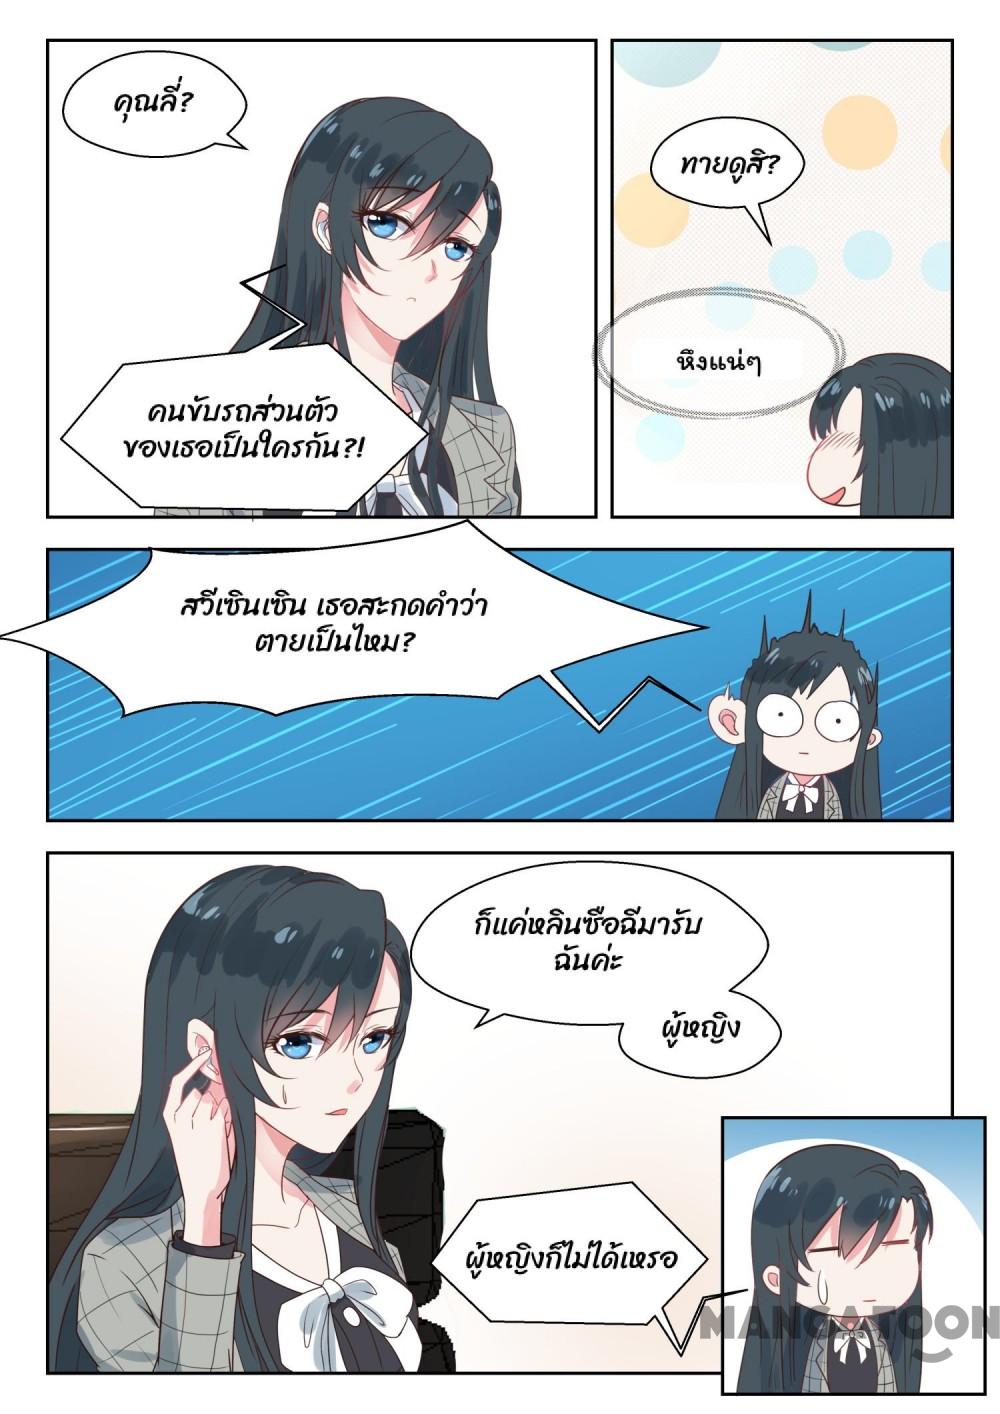 คุณลี่?
คนขับรถส่วนตัว
ของเธอเป็นใครกัน?!
ทายดูสิ?
หึงแน่ๆ
สวีเซินเซิน เธอสะกดคำว่า
ตายเป็นไหม?
ก็แค่หลินซือฉีมารับ
ฉันค่ะ
ผู้หญิง
ผู้หญิงก็ไม่ได้เหรอ
MANGATOON